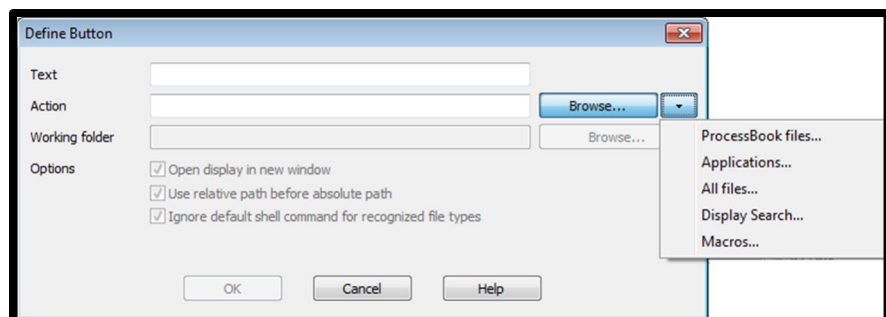 Define Button
Text
Action
Browse...
Working folder
Browse...
Options
Open display in new window
Use relative path before absolute path
Ignore default shell command for recognized file types
ProcessBook files...
Applications...
All files...
Display Search...
Macros...
OK
Cancel
Help